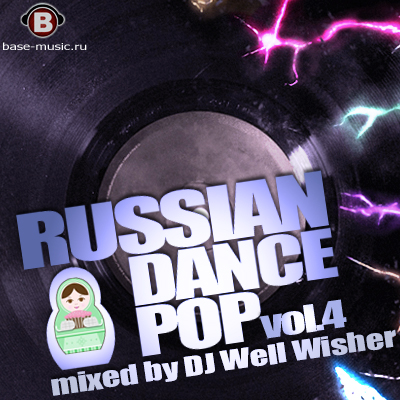 B
base-music.ru
RUSSIAN
DANCE
POP vol.4
mixed by DJ Well Wisher